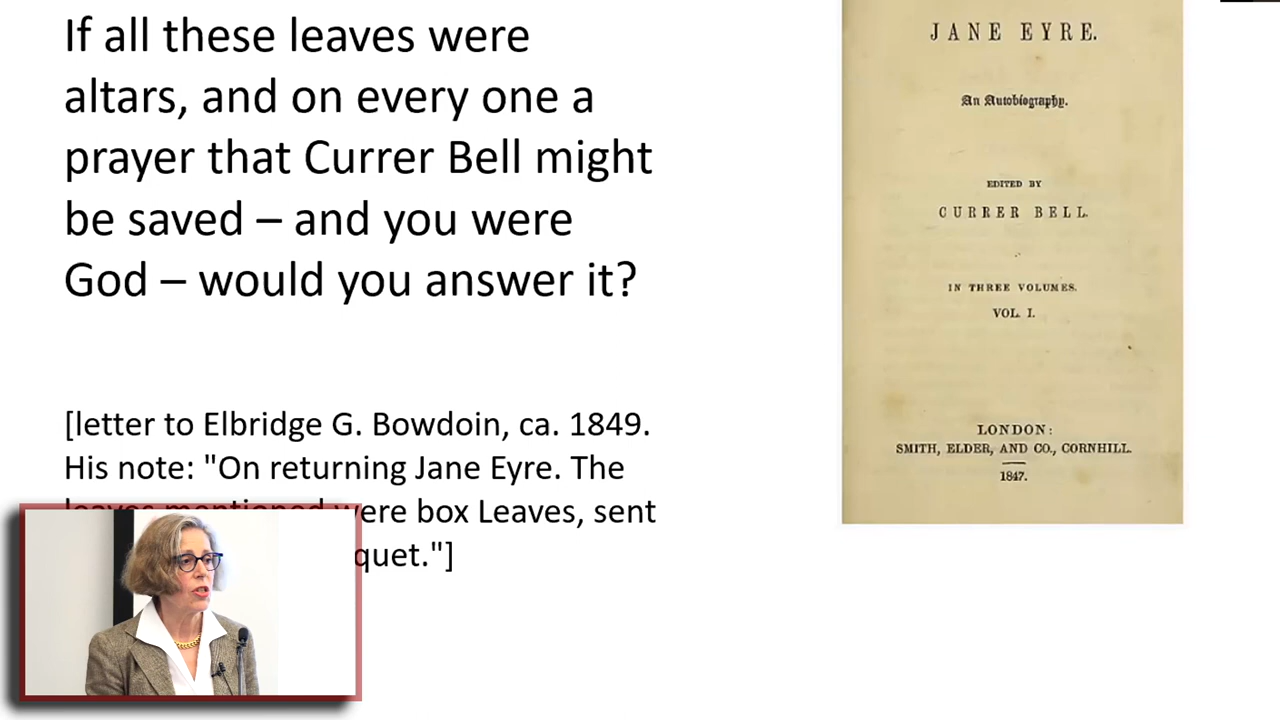 If all these leaves were
altars, and on every one a
prayer that Currer Bell might
be saved – and you were
God – would you answer it?
[letter to Elbridge G. Bowdoin, ca. 1849.
His note: "On returning Jane Eyre. The
leaves mentioned were box Leaves, sent
quet."]
JANE EYRE.
An Autobiography.
EDITED BY
CURRER BELL.
IN THREE VOLUMES.
VOL. I.
LONDON:
SMITH, ELDER, AND CO., CORNHILL.
1847.